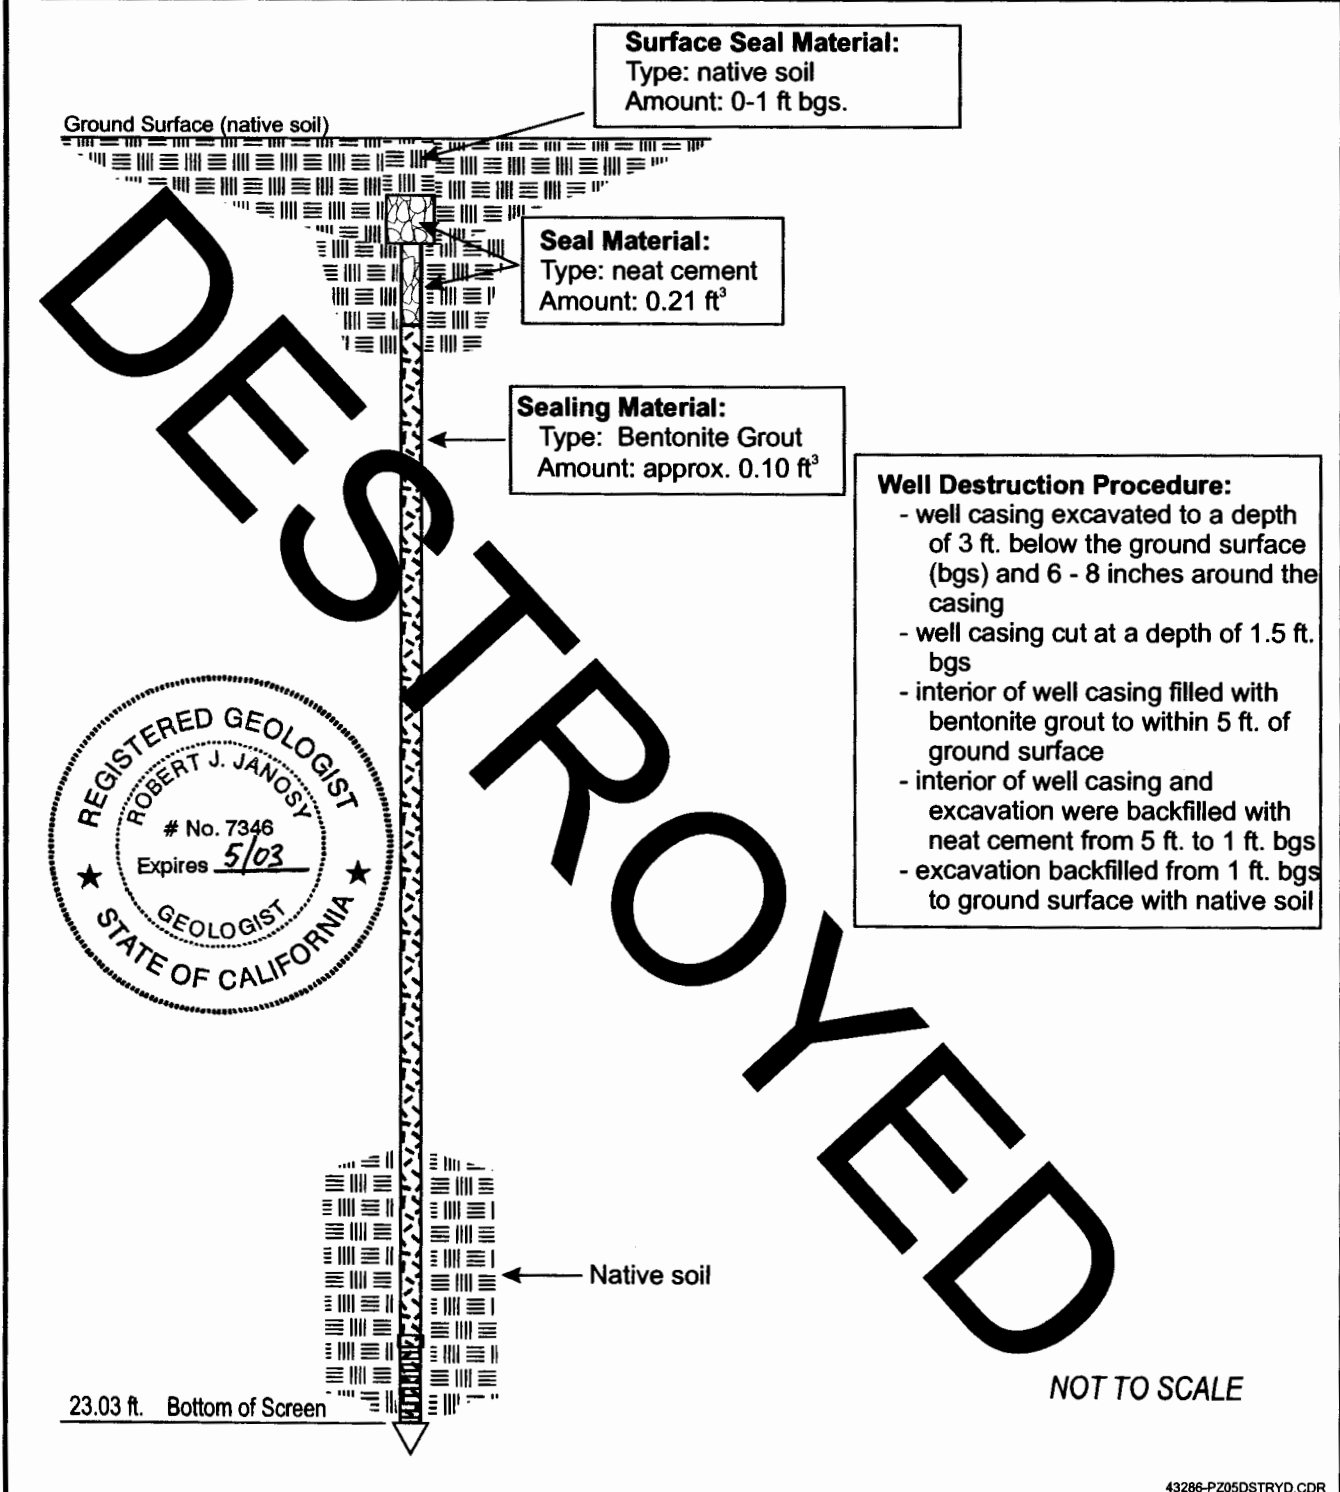 Surface Seal Material:
Type: native soil
Amount: 0-1 ft bgs.
Ground Surface (native soil)
Seal Material:
Type: neat cement
Amount: 0.21 ft³
Sealing Material:
Type: Bentonite Grout
Amount: approx. 0.10 ft³
Well Destruction Procedure:
- well casing excavated to a depth
of 3 ft. below the ground surface
(bgs) and 6 - 8 inches around the
casing
- well casing cut at a depth of 1.5 ft.
bgs
- interior of well casing filled with
bentonite grout to within 5 ft. of
ground surface
- interior of well casing and
excavation were backfilled with
neat cement from 5 ft. to 1 ft. bgs
- excavation backfilled from 1 ft. bgs
to ground surface with native soil
DESTROYED
REGISTERED GEOLOGIST
ROBERT J. JANOSY
# No. 7346
Expires 5/03
GEOLOGIST
STATE OF CALIFORNIA
Native soil
23.03 ft. Bottom of Screen
NOT TO SCALE
43286-PZ05DSTRYD.CDR